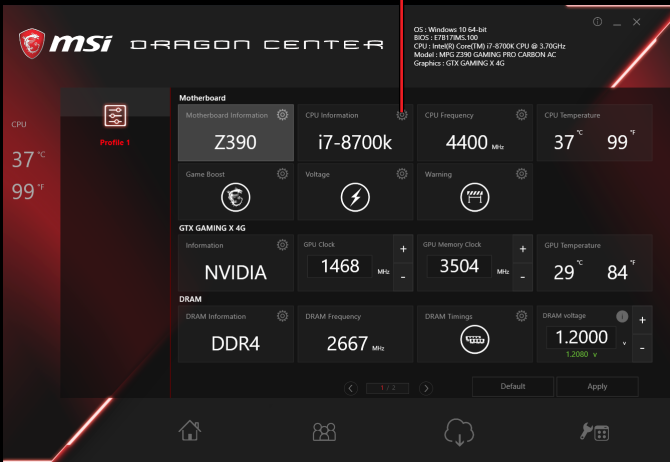 msi DRAGON CENTER
OS : Windows 10 64-bit
BIOS : E7B17IMS.100
CPU : Intel(R) Core(TM) i7-8700K CPU @ 3.70GHz
Model : MPG Z390 GAMING PRO CARBON AC
Graphics : GTX GAMING X 4G
CPU
37 °C
99 °F
Profile 1
Motherboard
Motherboard Information
Z390
CPU Information
i7-8700k
CPU Frequency
4400 MHz
CPU Temperature
37 °C 99 °F
Game Boost
Voltage
Warning
GTX GAMING X 4G
Information
NVIDIA
GPU Clock
1468 MHz
+
-
GPU Memory Clock
3504 MHz
+
-
GPU Temperature
29 °C 84 °F
DRAM
DRAM Information
DDR4
DRAM Frequency
2667 MHz
DRAM Timings
DRAM voltage
1.2000 v
1.2080 v
+
-
1 / 2
Default
Apply